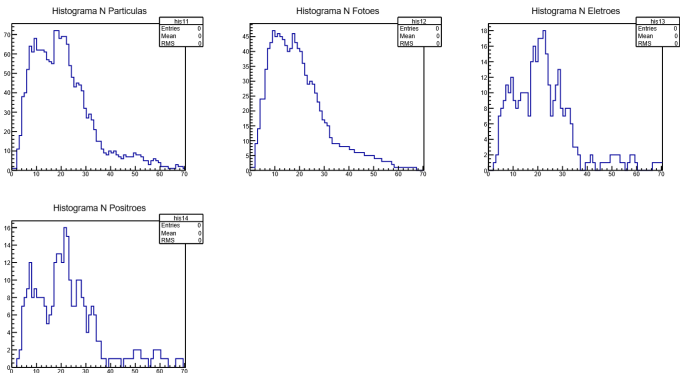 Histograma N Particulas
his11
Entries 0
Mean 0
RMS 0
70
60
50
40
30
20
10
0
0 10 20 30 40 50 60 70
Histograma N Fotoes
his12
Entries 0
Mean 0
RMS 0
45
40
35
30
25
20
15
10
5
0
0 10 20 30 40 50 60 70
Histograma N Eletroes
his13
Entries 0
Mean 0
RMS 0
18
16
14
12
10
8
6
4
2
0
0 10 20 30 40 50 60 70
Histograma N Positroes
his14
Entries 0
Mean 0
RMS 0
16
14
12
10
8
6
4
2
0
0 10 20 30 40 50 60 70